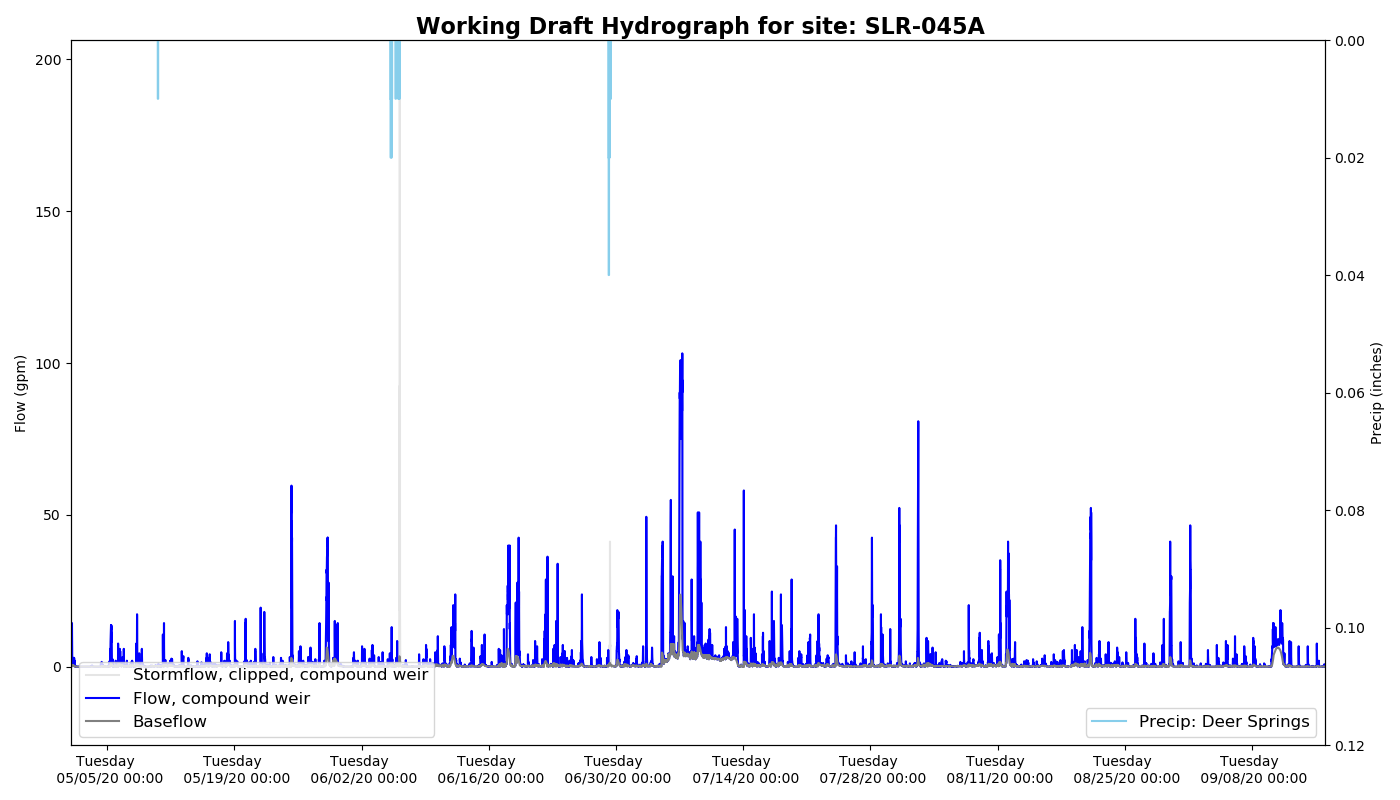 Working Draft Hydrograph for site: SLR-045A
200
150
100
50
0
Flow (gpm)
0.00
0.02
0.04
0.06
0.08
0.10
0.12
Precip (inches)
Stormflow, clipped, compound weir
Flow, compound weir
Baseflow
Precip: Deer Springs
Tuesday
05/05/20 00:00
Tuesday
05/19/20 00:00
Tuesday
06/02/20 00:00
Tuesday
06/16/20 00:00
Tuesday
06/30/20 00:00
Tuesday
07/14/20 00:00
Tuesday
07/28/20 00:00
Tuesday
08/11/20 00:00
Tuesday
08/25/20 00:00
Tuesday
09/08/20 00:00